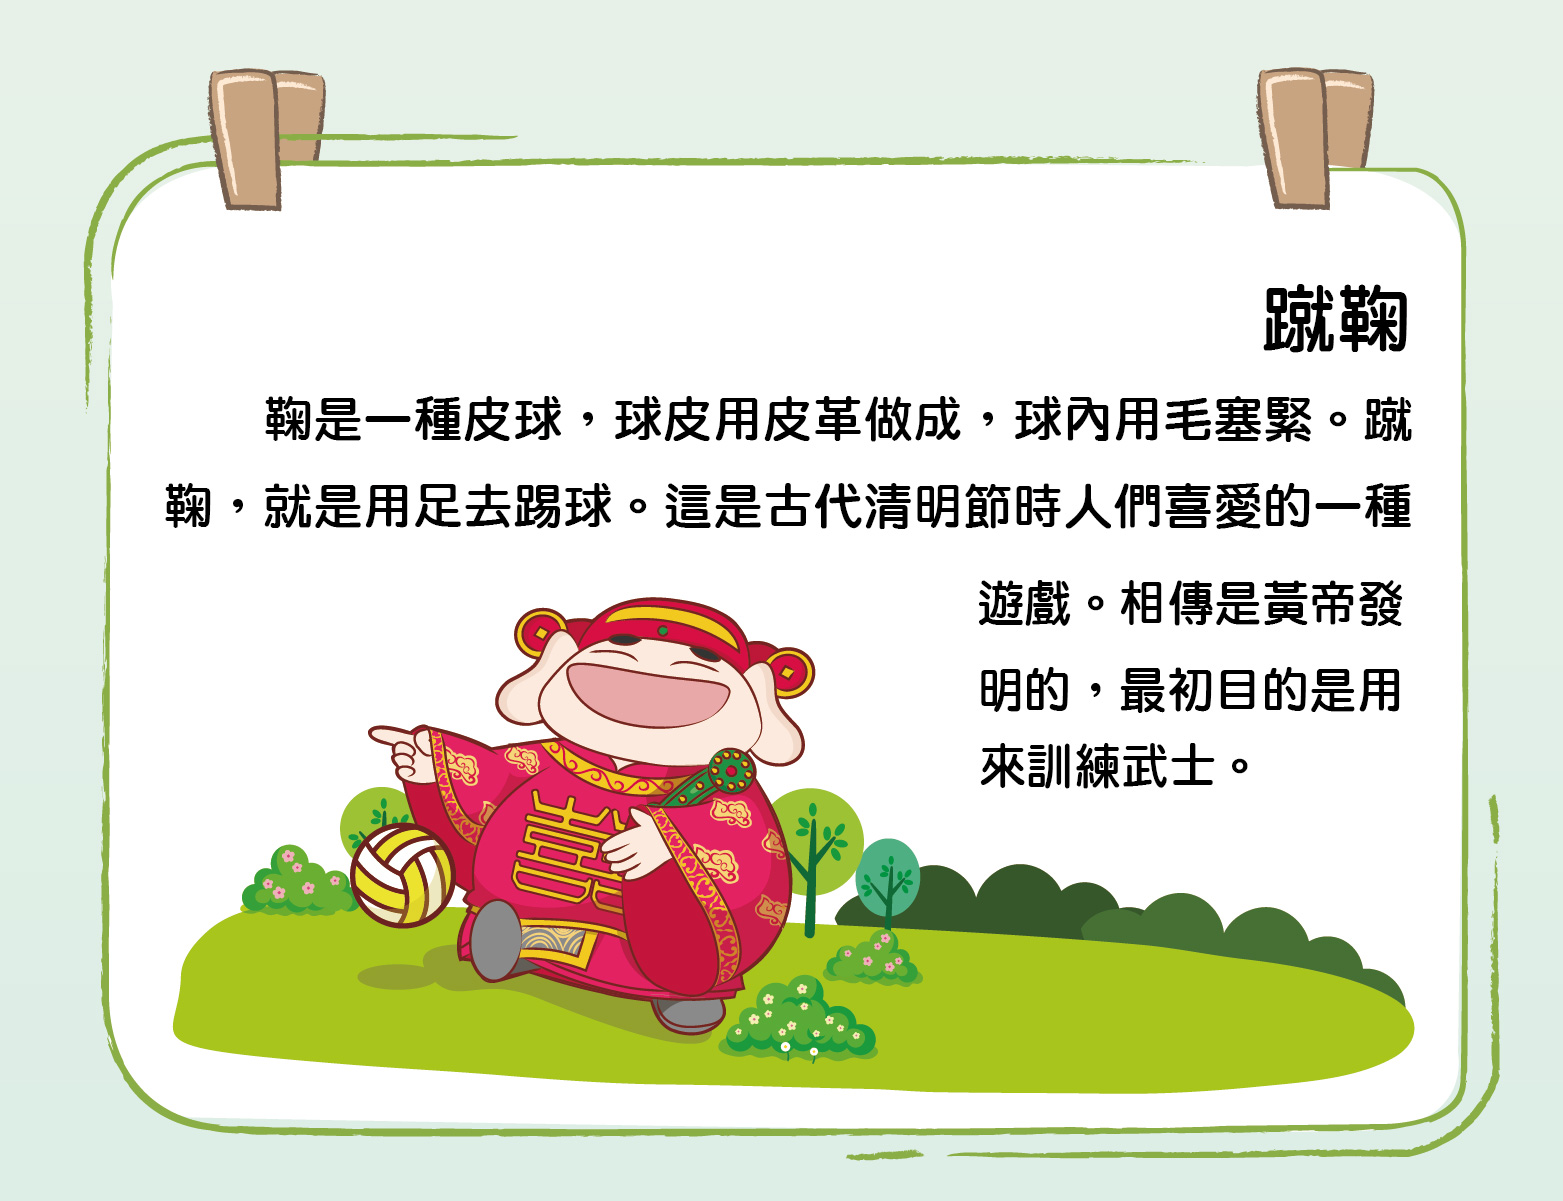 蹴鞠
鞠是一種皮球，球皮用皮革做成，球內用毛塞緊。蹴
鞠，就是用足去踢球。這是古代清明節時人們喜愛的一種
遊戲。相傳是黃帝發
明的，最初目的是用
來訓練武士。